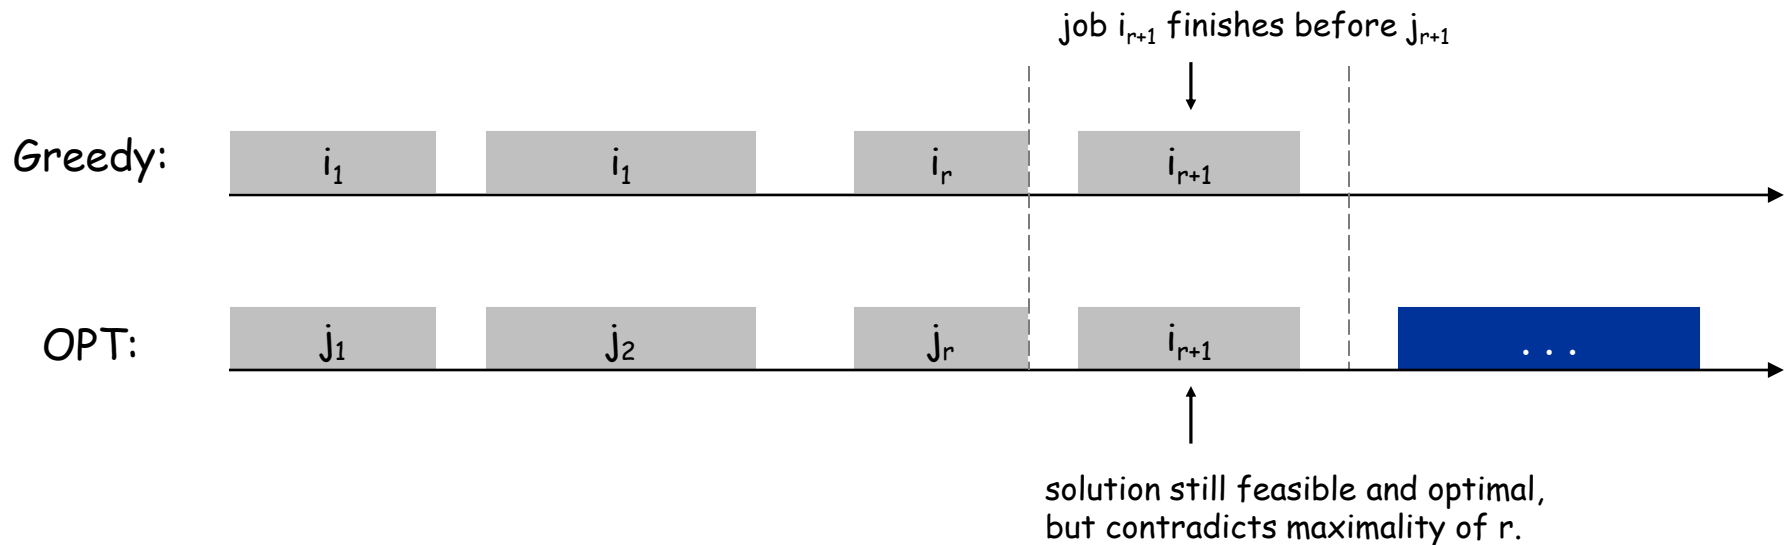 job i_{r+1} finishes before j_{r+1}
Greedy: i_1 i_1 i_r i_{r+1}
OPT: j_1 j_2 j_r i_{r+1} . . .
solution still feasible and optimal,
but contradicts maximality of r.